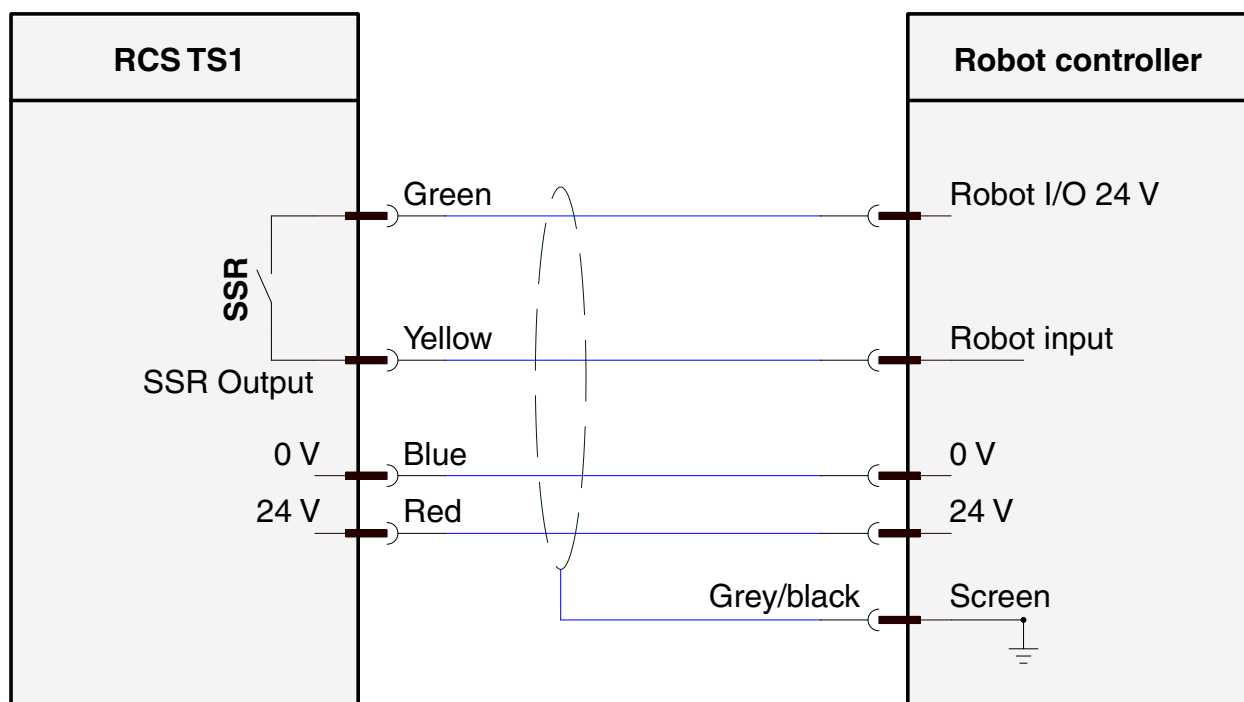 RCS TS1
Robot controller
Green
Robot I/O 24 V
SSR
Yellow
Robot input
SSR Output
0 V
Blue
0 V
24 V
Red
24 V
Grey/black
Screen